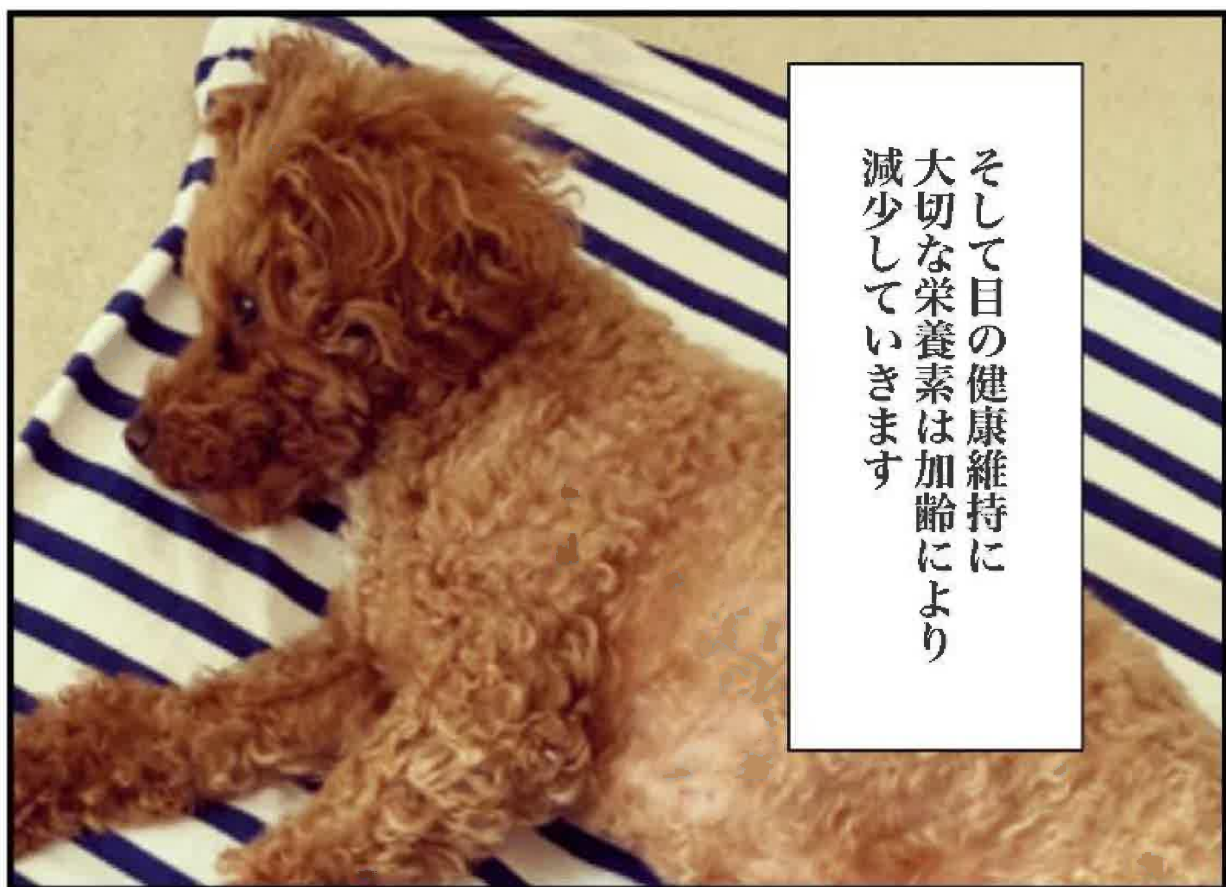 そして目の健康維持に
大切な栄養素は加齢により
減少していきます